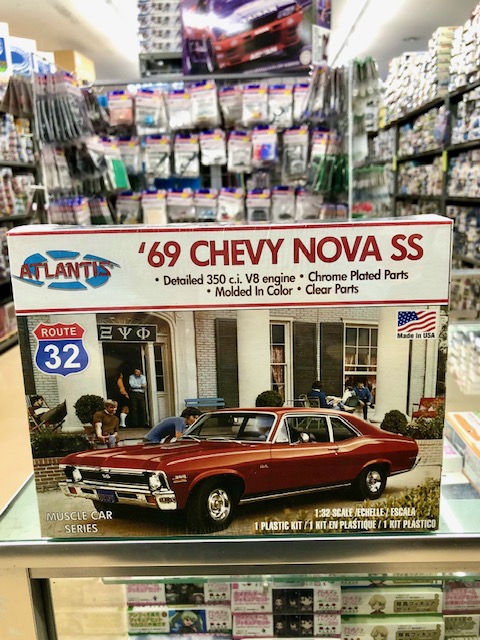 ATLANTIS
'69 CHEVY NOVA SS
• Detailed 350 c.i. V8 engine • Chrome Plated Parts
• Molded In Color • Clear Parts
ROUTE
32
ΞΨΦ
Made in USA
MUSCLE CAR
SERIES
1:32 SCALE /ECHELLE/ ESCALA
1 PLASTIC KIT / 1 KIT EN PLASTIQUE / 1 KIT PLASTICO